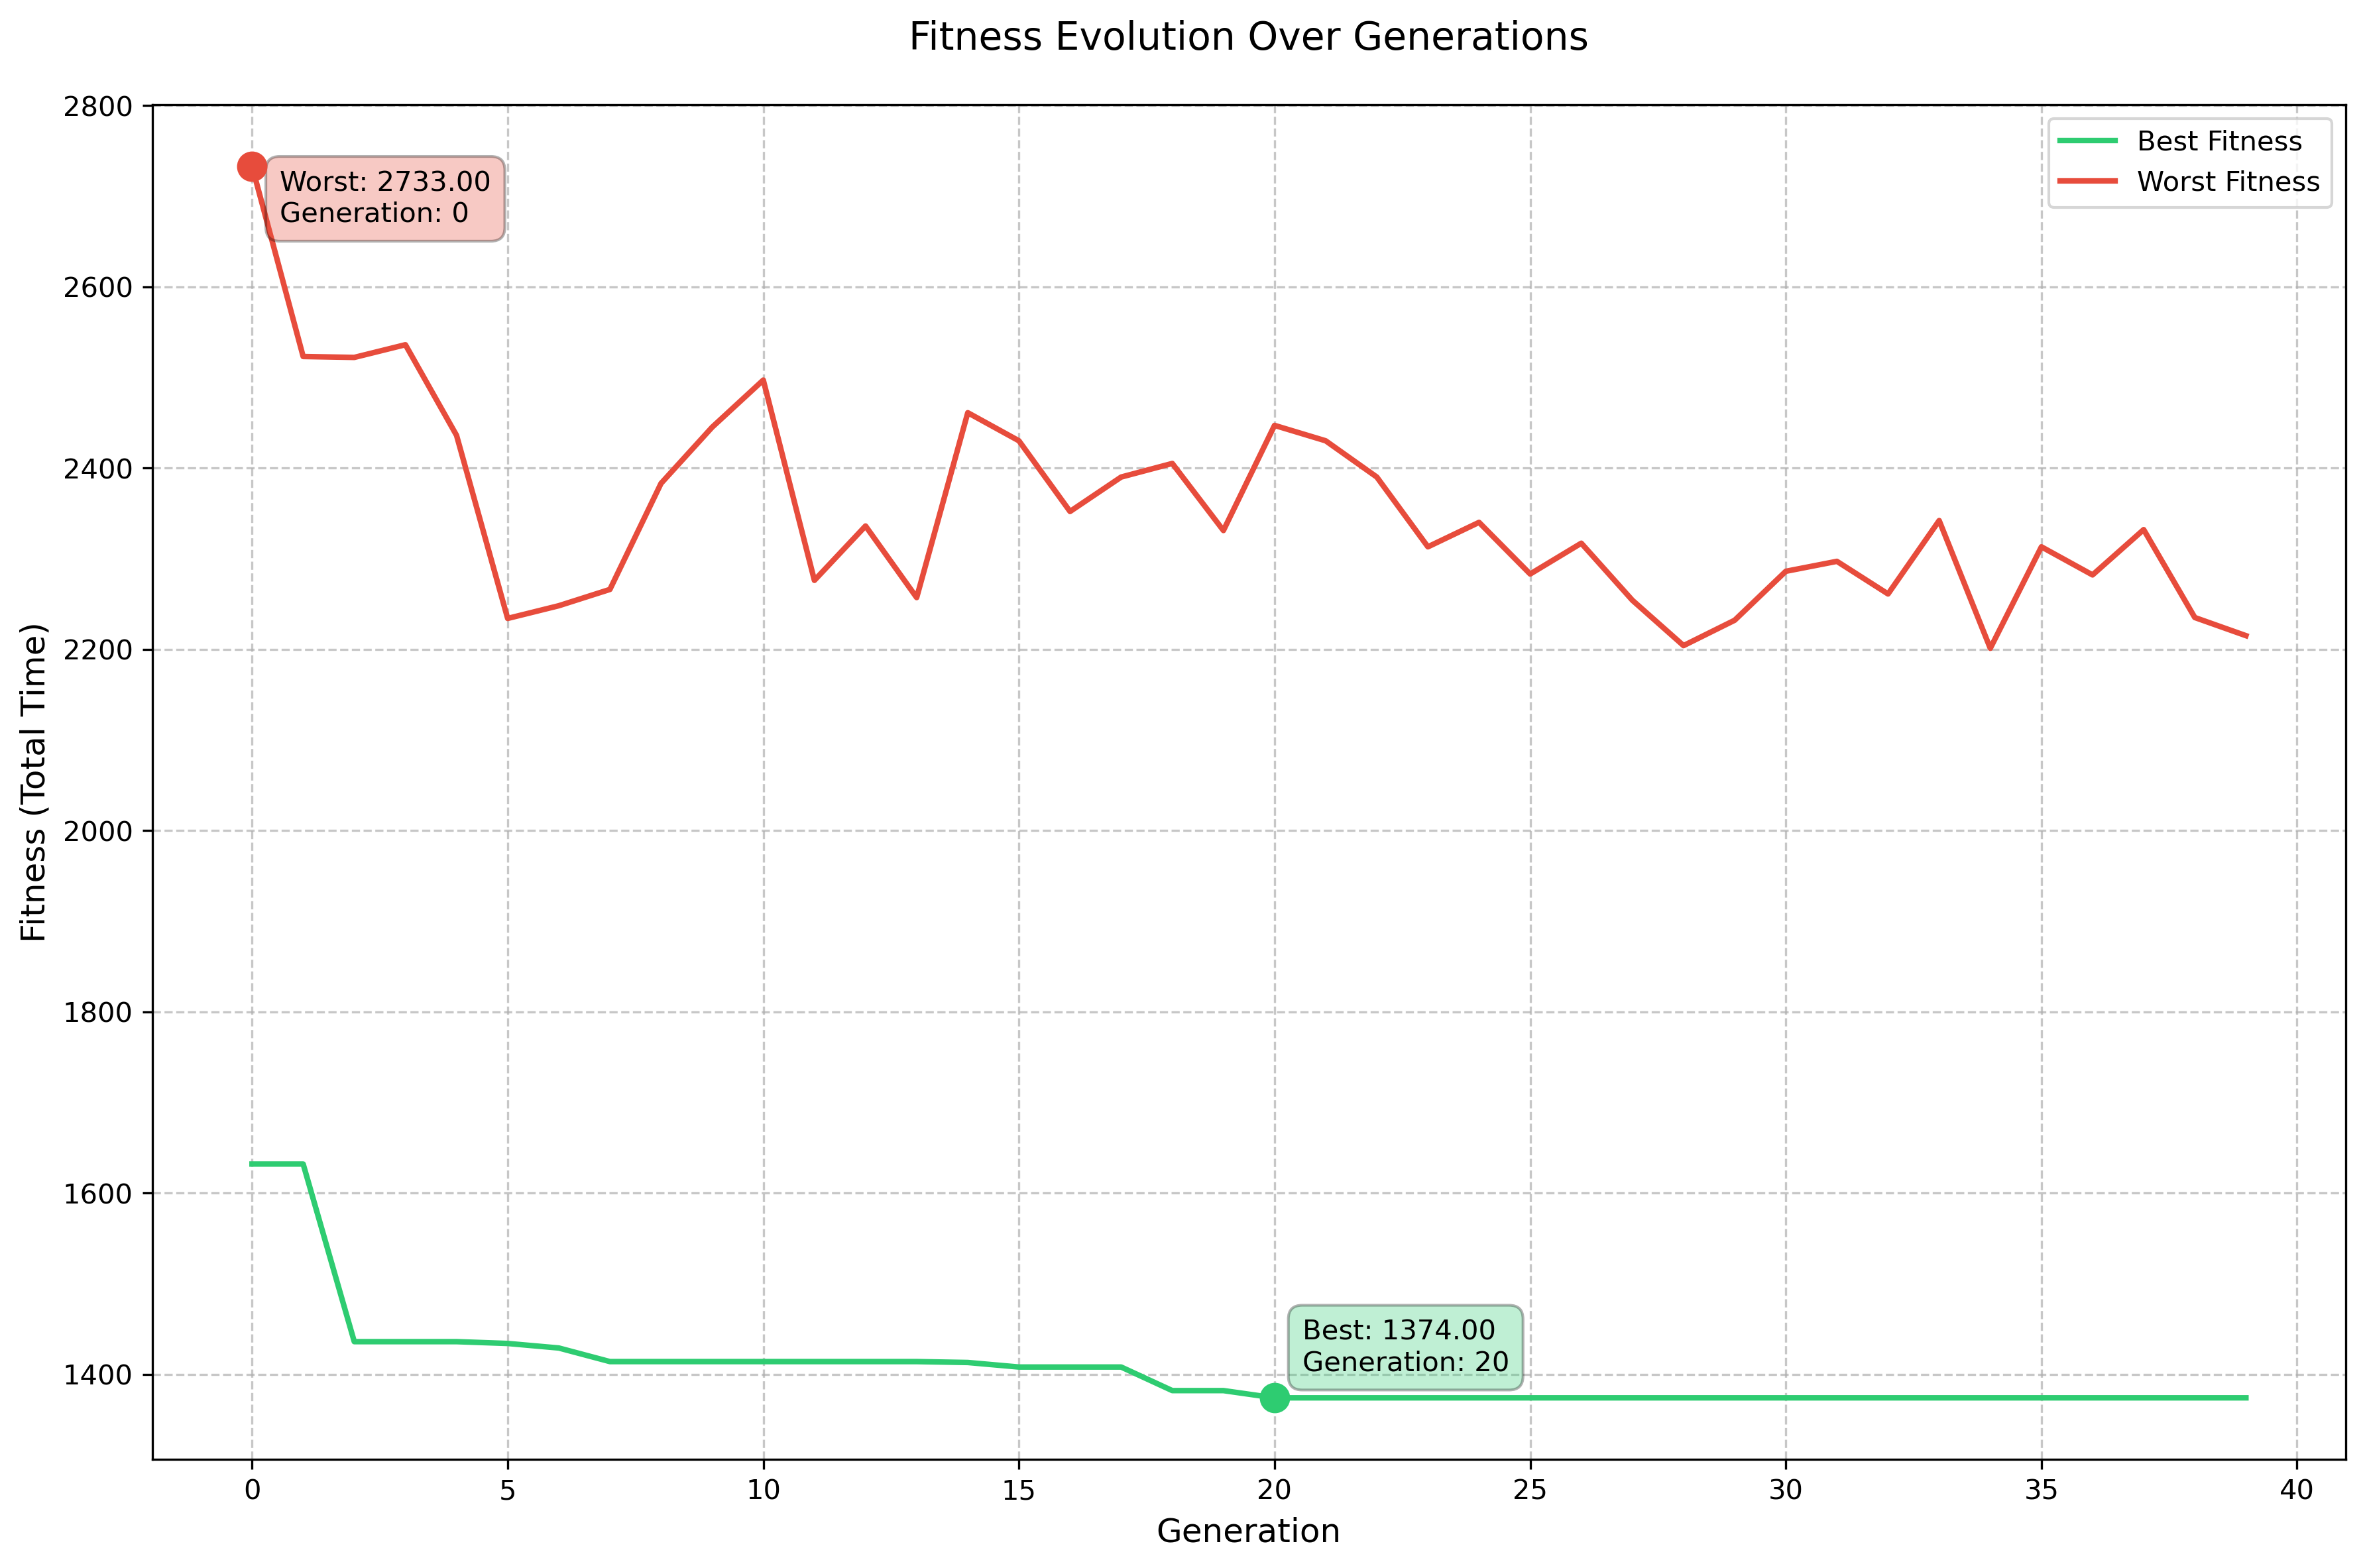 Fitness Evolution Over Generations
2800
2600
2400
2200
2000
1800
1600
1400
Fitness (Total Time)
Worst: 2733.00
Generation: 0
Best Fitness
Worst Fitness
Best: 1374.00
Generation: 20
0 5 10 15 20 25 30 35 40
Generation